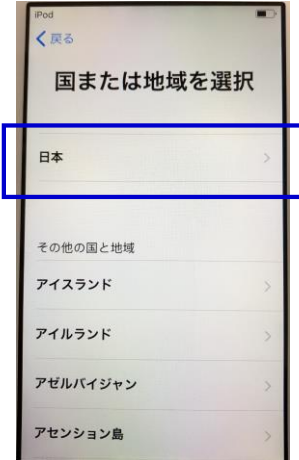 iPod
戻る
国または地域を選択
日本
その他の国と地域
アイスランド
アイルランド
アゼルバイジャン
アセンション島